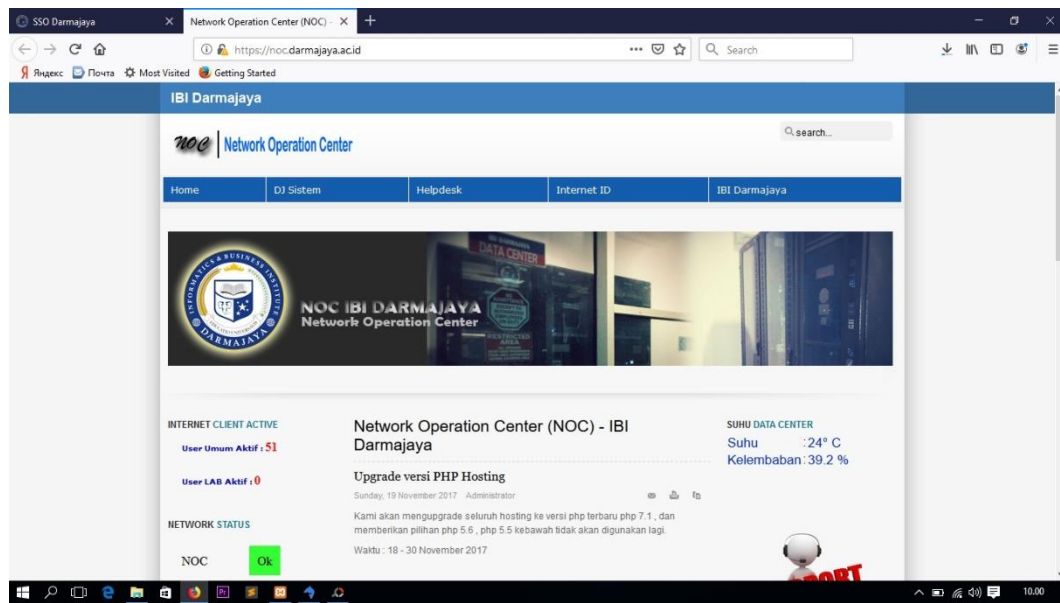 SSO Darmajaya
Network Operation Center (NOC) -
https://noc.darmajaya.ac.id
Search
Яндекс Почта Most Visited Getting Started
IBI Darmajaya
NOC Network Operation Center
search...
Home DJ Sistem Helpdesk Internet ID IBI Darmajaya
INFORMATICS & BUSINESS INSTITUTE
DARMAJAYA
NOC IBI DARMAJAYA
Network Operation Center
DATA CENTER
RESTRICTED
AREA
INTERNET CLIENT ACTIVE
User Umum Aktif : 51
User LAB Aktif : 0
NETWORK STATUS
NOC Ok
Network Operation Center (NOC) - IBI
Darmajaya
Upgrade versi PHP Hosting
Sunday, 19 November 2017 Administrator
Kami akan mengupgrade seluruh hosting ke versi php terbaru php 7.1 , dan
memberikan pilihan php 5.6 , php 5.5 kebawah tidak akan digunakan lagi.
Waktu : 18 - 30 November 2017
SUHU DATA CENTER
Suhu : 24° C
Kelembaban : 39.2 %
10.00